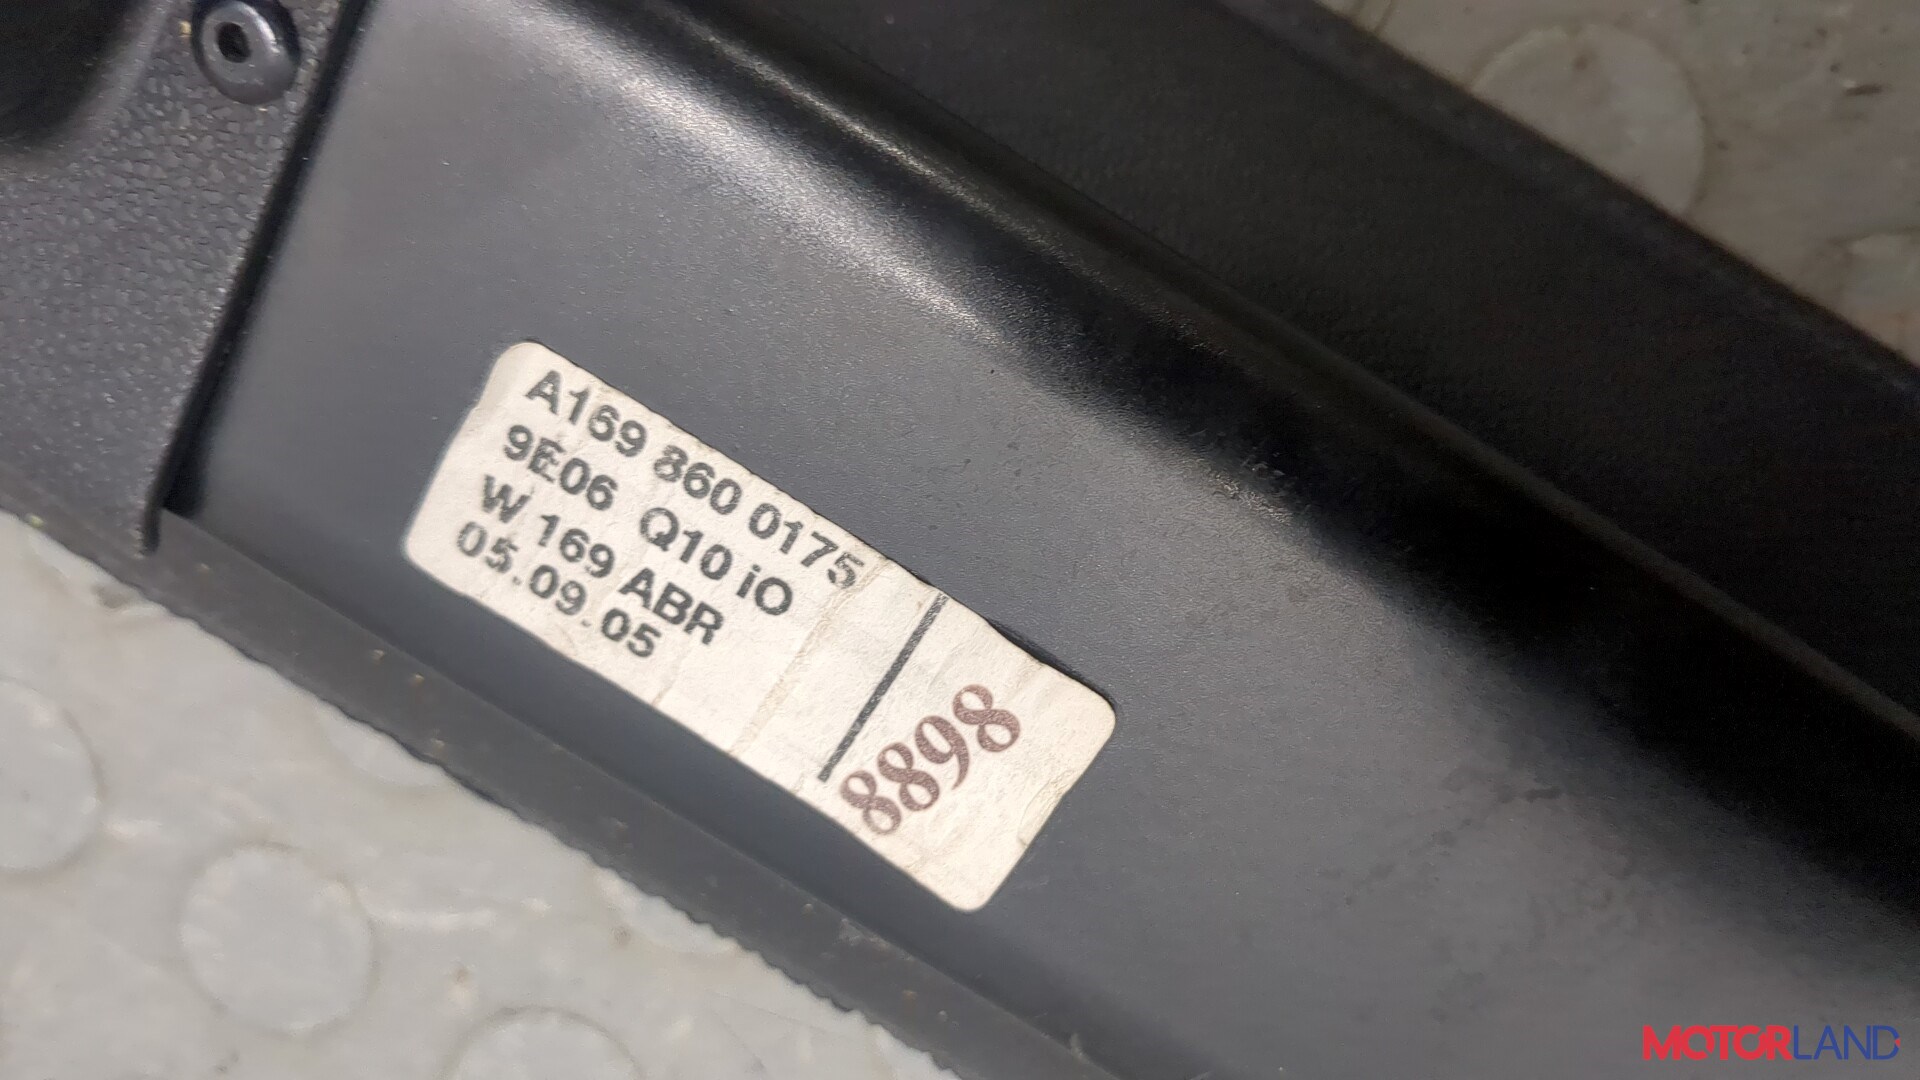 A169 860 0175
9E06 Q10 iO
W 169 ABR
05.09.05
8898
MOTORLAND